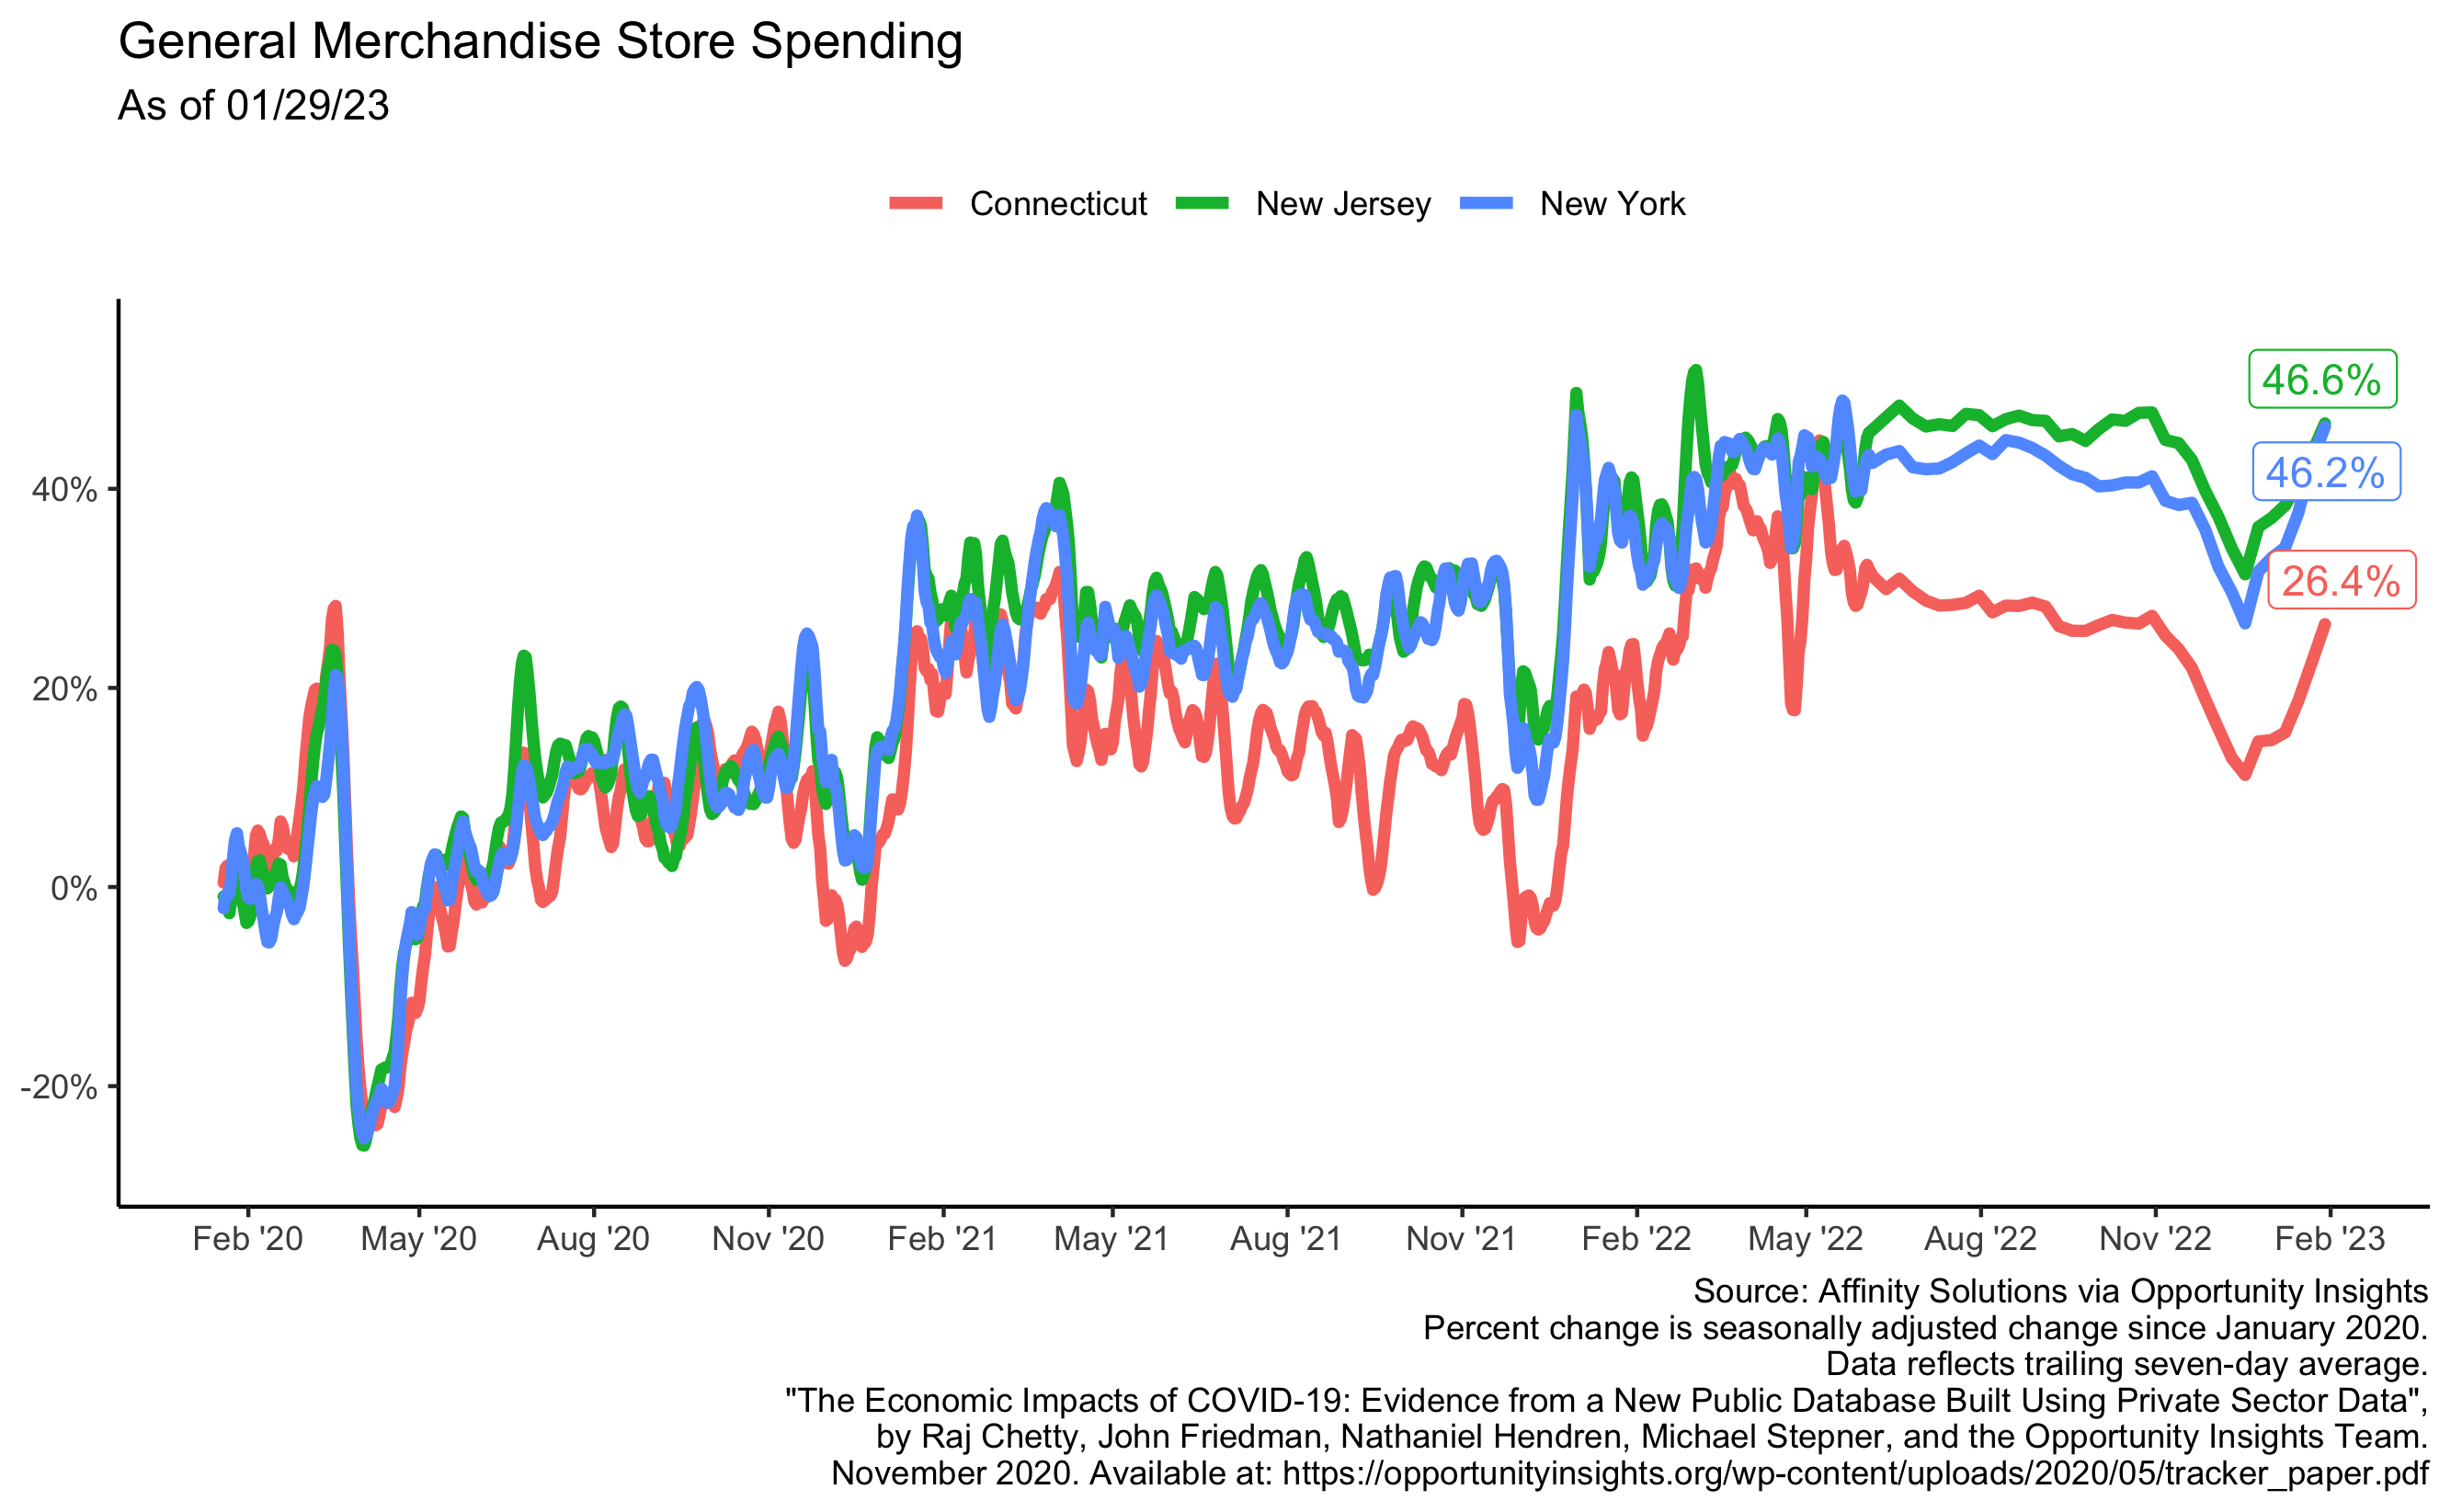 General Merchandise Store Spending
As of 01/29/23
Connecticut New Jersey New York
46.6%
46.2%
26.4%
40%
20%
0%
-20%
Feb '20 May '20 Aug '20 Nov '20 Feb '21 May '21 Aug '21 Nov '21 Feb '22 May '22 Aug '22 Nov '22 Feb '23
Source: Affinity Solutions via Opportunity Insights
Percent change is seasonally adjusted change since January 2020.
Data reflects trailing seven-day average.
"The Economic Impacts of COVID-19: Evidence from a New Public Database Built Using Private Sector Data",
by Raj Chetty, John Friedman, Nathaniel Hendren, Michael Stepner, and the Opportunity Insights Team.
November 2020. Available at: https://opportunityinsights.org/wp-content/uploads/2020/05/tracker_paper.pdf